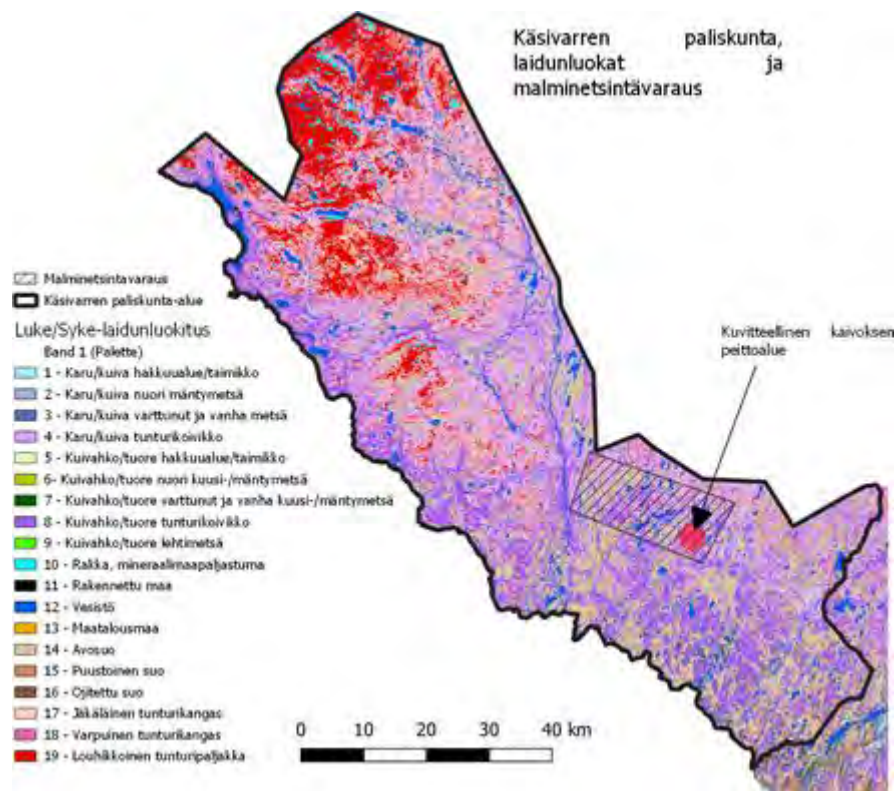 Käsivarren paliskunta,
laidunluokat ja
malminetsintävaraus
Malminetsintavaraus
Käsivarren paliskunta-alue
Luke/Syke-laidunluokitus
Band 1 (Palette)
1 - Karu/kuiva hakkuualue/taimikko
2 - Karu/kuiva nuori mäntymetsä
3 - Karu/kuiva varttunut ja vanha metsä
4 - Karu/kuiva tunturikoivikko
5 - Kuivahko/tuore hakkuualue/taimikko
6- Kuivahko/tuore nuori kuusi-/mäntymetsä
7 - Kuivahko/tuore varttunut ja vanha kuusi-/mäntymetsä
8 - Kuivahko/tuore tunturikoivikko
9 - Kuivahko/tuore lehtimetsä
10 - Rakka, mineraalimaapaljastuma
11 - Rakennettu maa
12 - Vesistö
13 - Maatalousmaa
14 - Avosuo
15 - Puustoinen suo
16 - Ojitettu suo
17 - Jäkäläinen tunturikangas
18 - Varpuinen tunturikangas
19 - Louhikkoinen tunturipaljakka
Kuvitteellinen kaivoksen
peittoalue
0 10 20 30 40 km